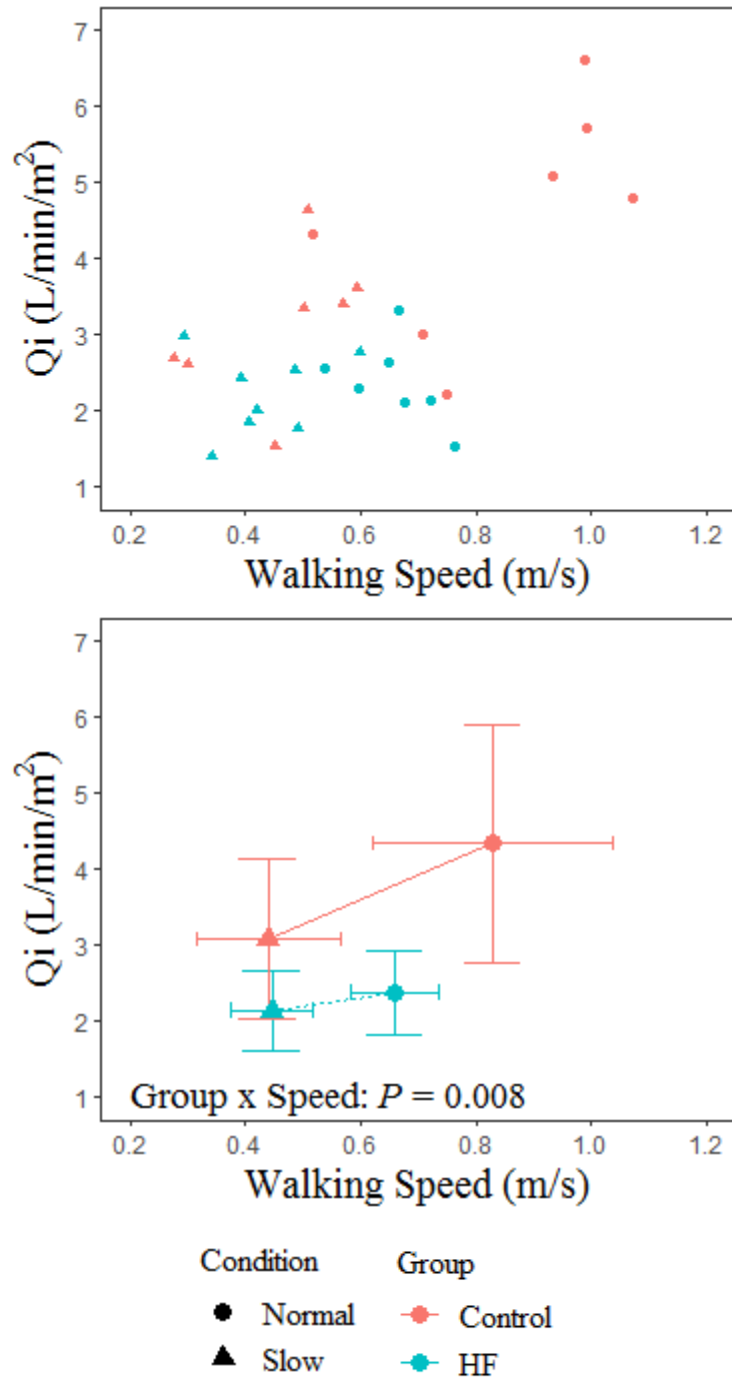 7
6
5
4
3
2
1
Qi (L/min/m²)
0.2 0.4 0.6 0.8 1.0 1.2
Walking Speed (m/s)
7
6
5
4
3
2
1
Qi (L/min/m²)
Group x Speed: P = 0.008
0.2 0.4 0.6 0.8 1.0 1.2
Walking Speed (m/s)
Condition Group
Normal Control
Slow HF